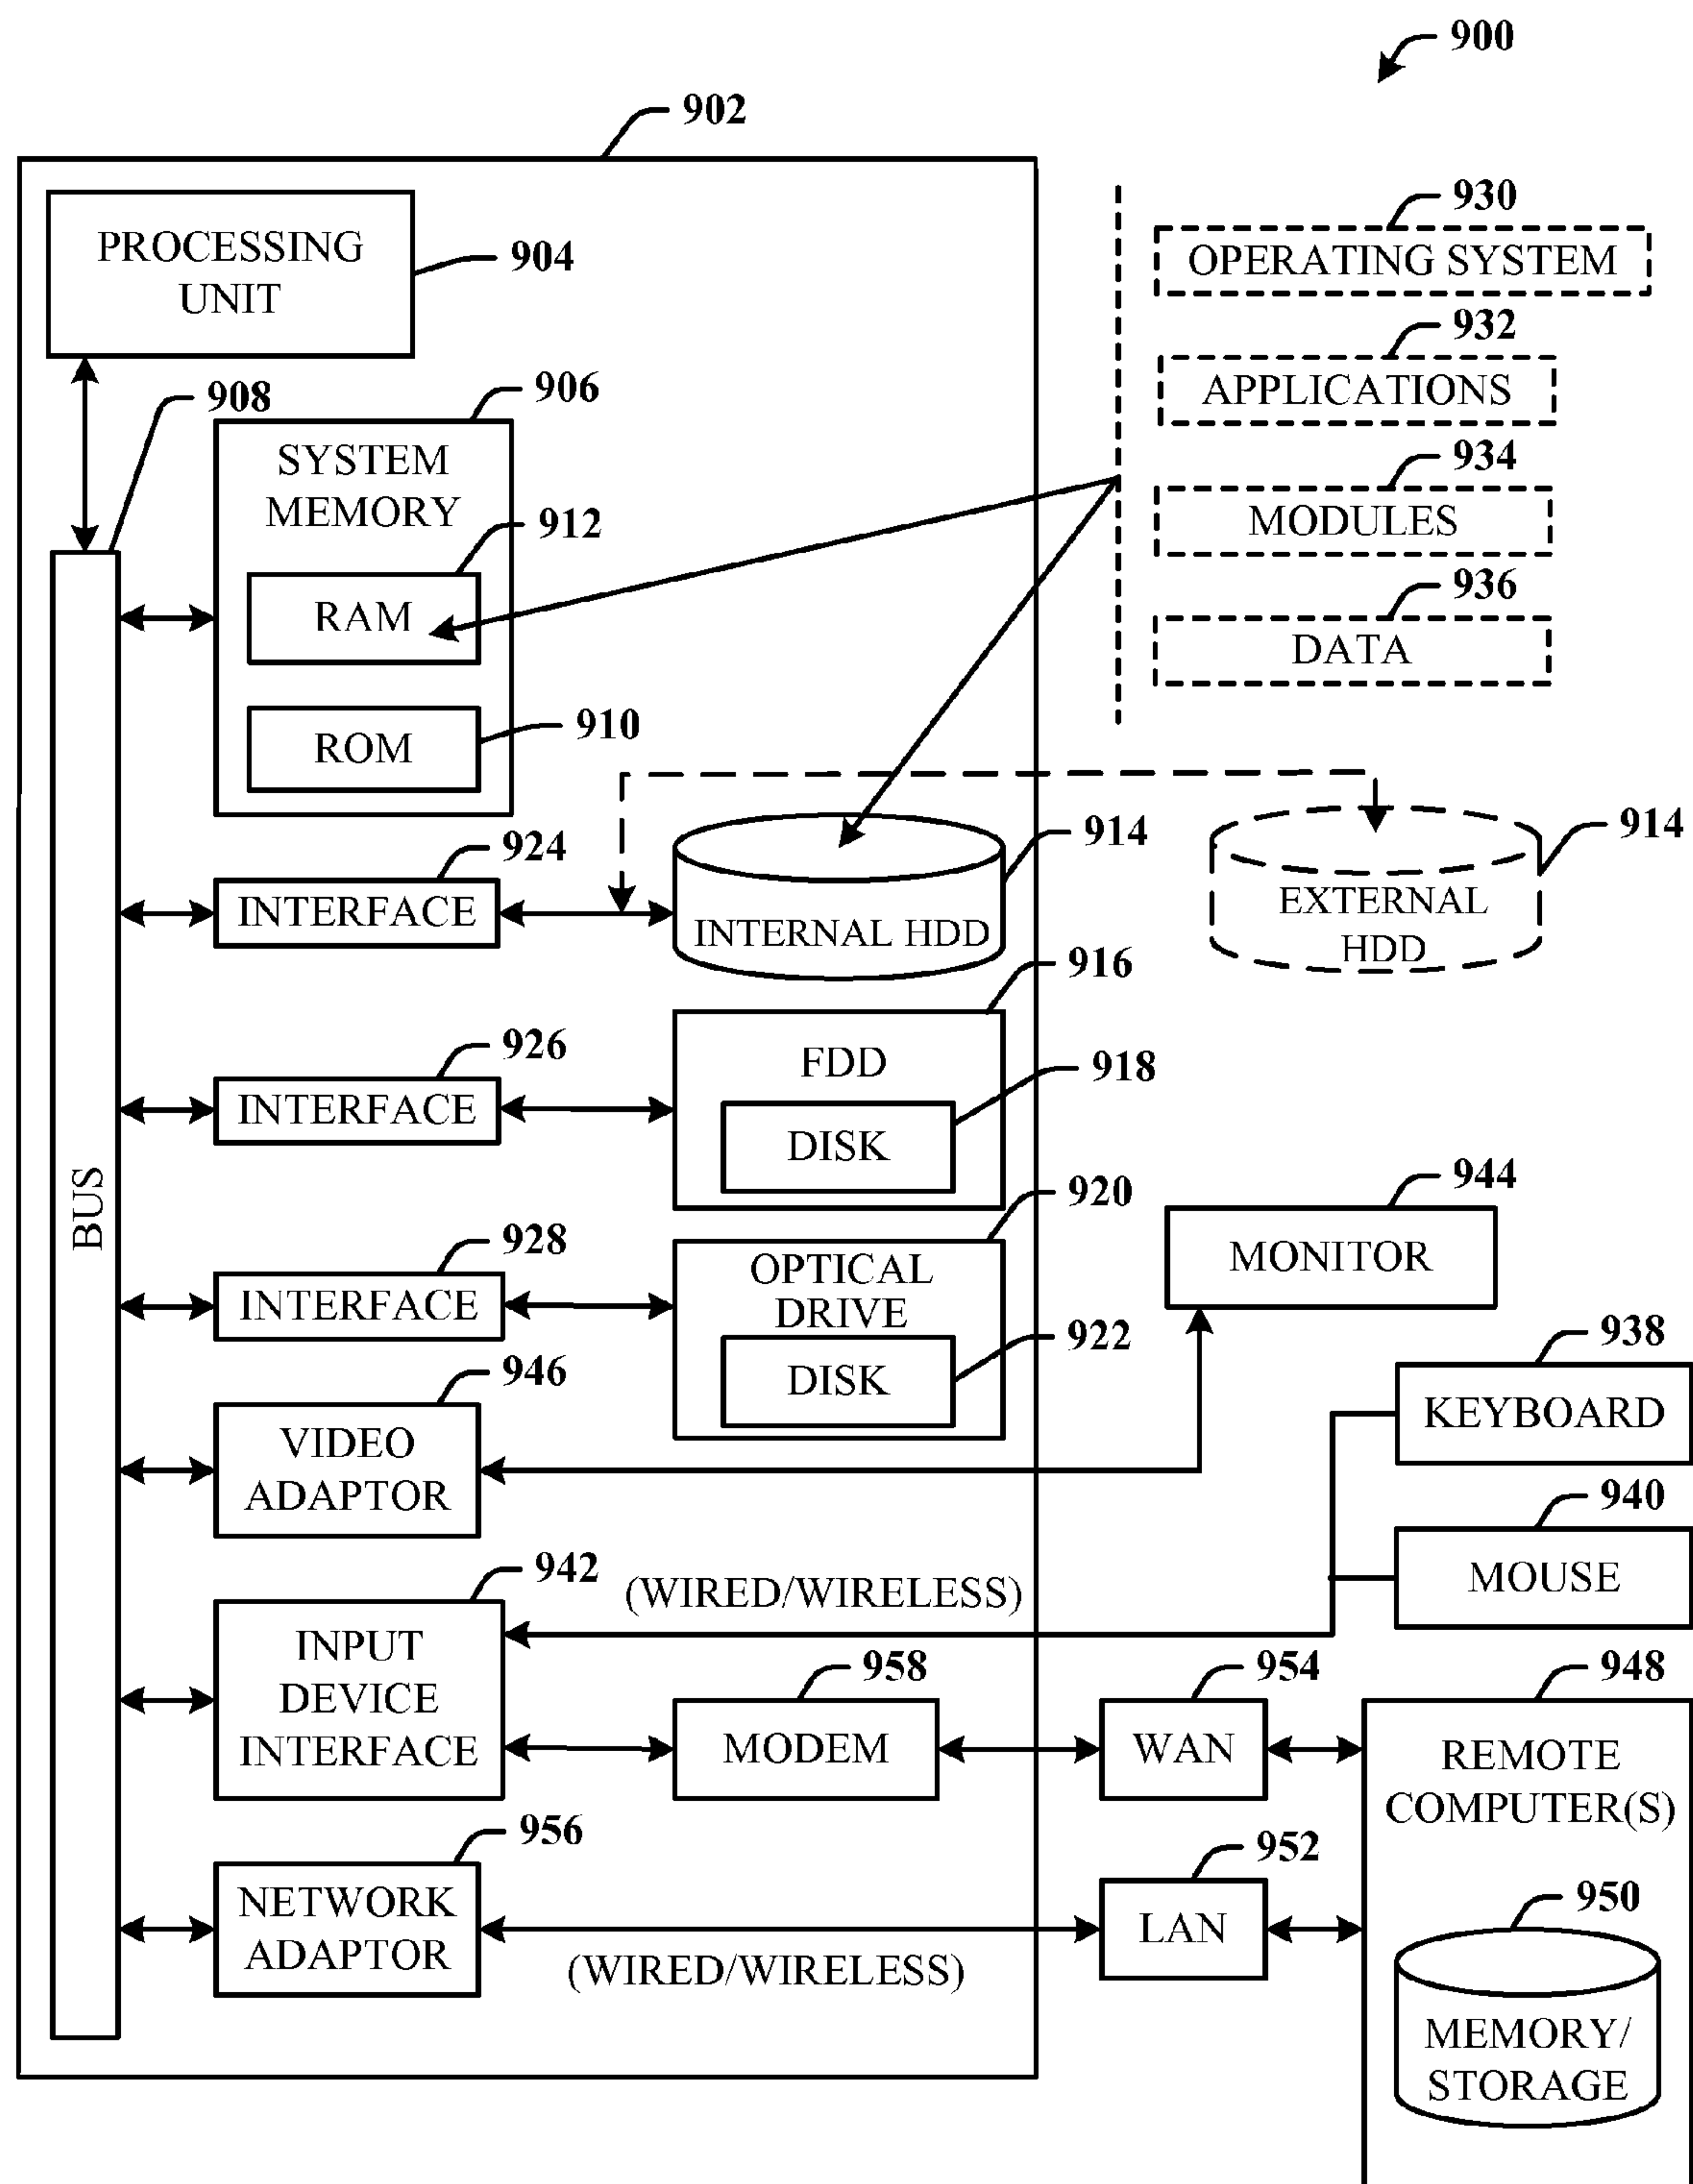 900
902
PROCESSING
UNIT
904
930
OPERATING SYSTEM
932
APPLICATIONS
934
MODULES
936
DATA
908
906
SYSTEM
MEMORY
912
RAM
910
ROM
924
INTERFACE
914
INTERNAL HDD
914
EXTERNAL
HDD
916
FDD
918
DISK
926
INTERFACE
BUS
920
OPTICAL
DRIVE
922
DISK
928
INTERFACE
944
MONITOR
938
KEYBOARD
946
VIDEO
ADAPTOR
940
MOUSE
942
(WIRED/WIRELESS)
INPUT
DEVICE
INTERFACE
958
MODEM
954
WAN
948
REMOTE
COMPUTER(S)
956
NETWORK
ADAPTOR
(WIRED/WIRELESS)
952
LAN
950
MEMORY/
STORAGE